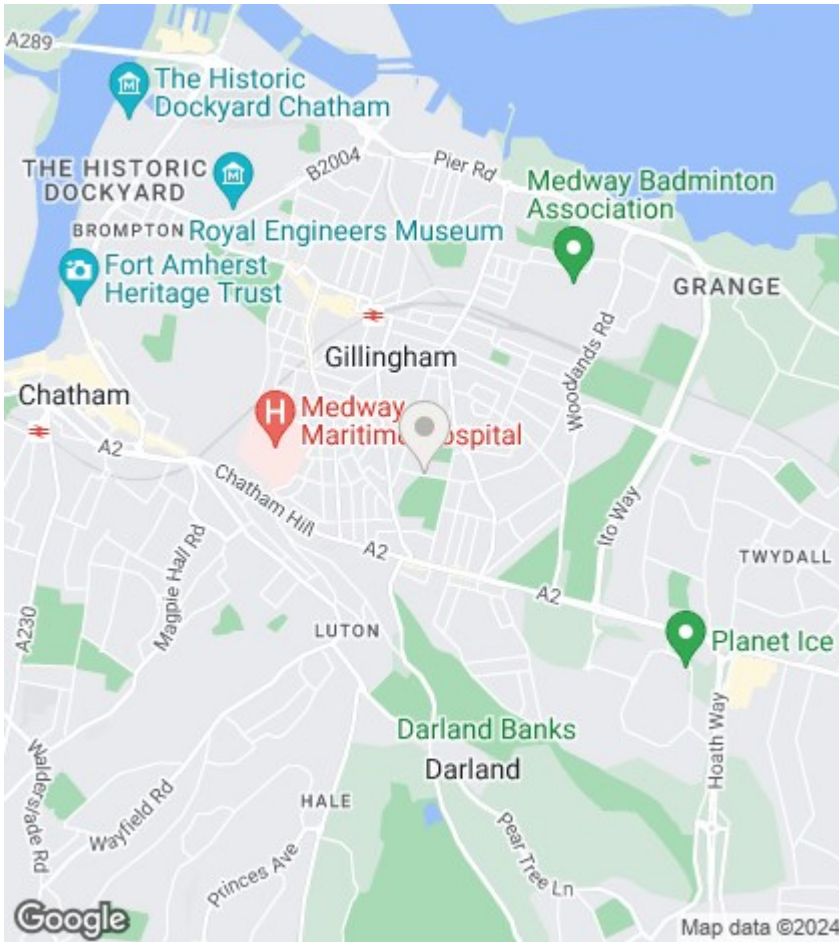 A289
The Historic
Dockyard Chatham
THE HISTORIC
DOCKYARD
B2004
Pier Rd
Medway Badminton
Association
BROMPTON
Royal Engineers Museum
Fort Amherst
Heritage Trust
GRANGE
Woodlands Rd
Gillingham
Chatham
H
Medway
Maritime Hospital
A2
Chatham Hill
Ito Way
A2
Magpie Hall Rd
A2
TWYDALL
A230
LUTON
Planet Ice
Darland Banks
Darland
Hoath Way
Walderslade Rd
Wayfield Rd
HALE
Princes Ave
Pear Tree Ln
Google
Map data ©2024